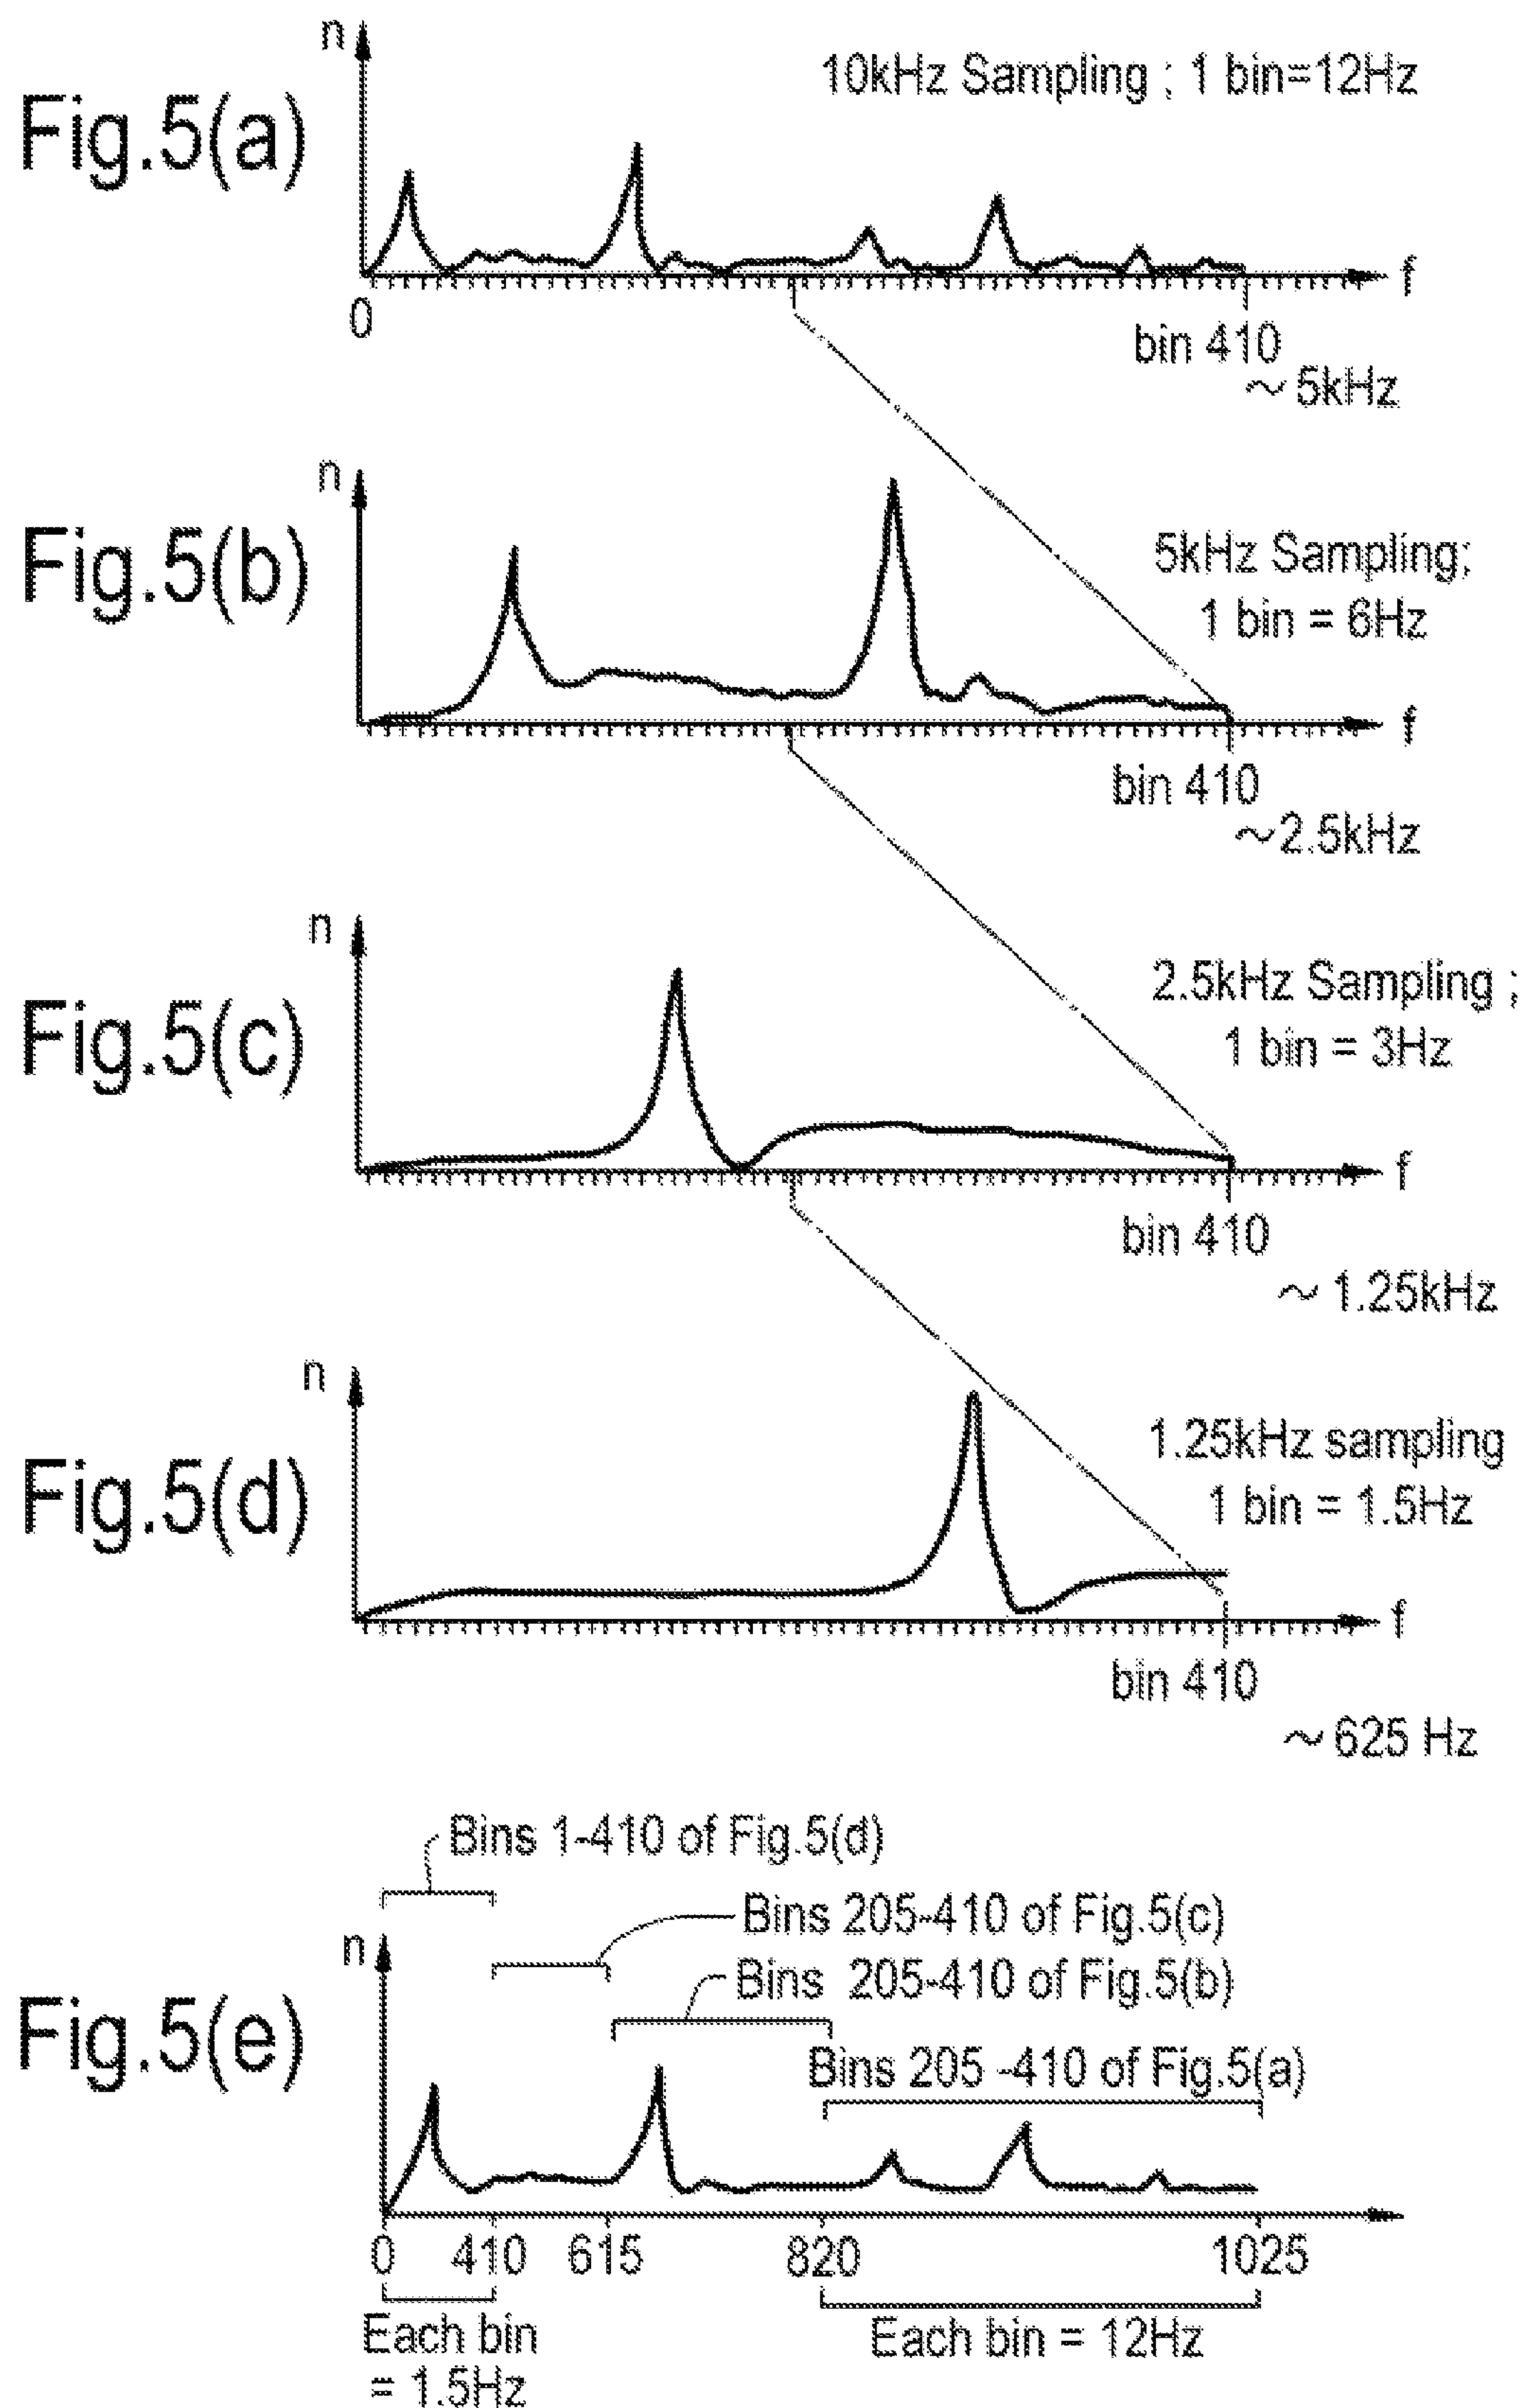 n
10kHz Sampling ; 1 bin=12Hz
Fig.5(a)
f
0
bin 410
~ 5kHz
n
Fig.5(b)
5kHz Sampling;
1 bin = 6Hz
f
bin 410
~2.5kHz
n
2.5kHz Sampling ;
Fig.5(c)
1 bin = 3Hz
f
bin 410
~ 1.25kHz
n
1.25kHz sampling
Fig.5(d)
1 bin = 1.5Hz
f
bin 410
~ 625 Hz
Bins 1-410 of Fig.5(d)
Bins 205-410 of Fig.5(c)
n
Bins 205-410 of Fig.5(b)
Fig.5(e)
Bins 205 -410 of Fig.5(a)
0 410 615 820 1025
Each bin
= 1.5Hz
Each bin = 12Hz